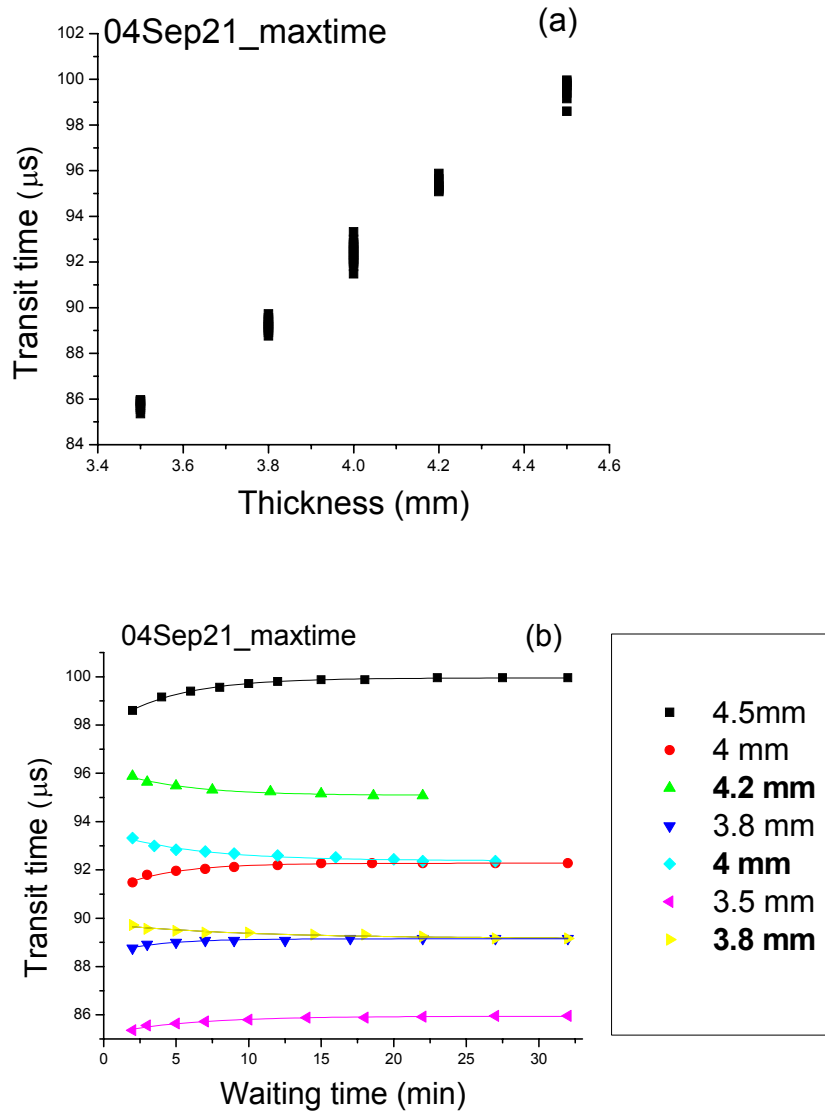 04Sep21_maxtime
(a)
102
100
98
96
94
92
90
88
86
84
Transit time (μs)
3.4 3.6 3.8 4.0 4.2 4.4 4.6
Thickness (mm)
04Sep21_maxtime
(b)
100
98
96
94
92
90
88
86
Transit time (μs)
0 5 10 15 20 25 30
Waiting time (min)
4.5mm
4 mm
4.2 mm
3.8 mm
4 mm
3.5 mm
3.8 mm